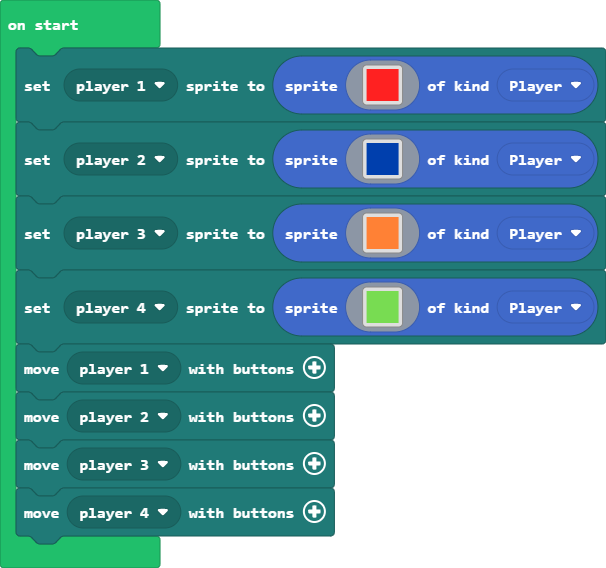 on start
set player 1 sprite to sprite of kind Player
set player 2 sprite to sprite of kind Player
set player 3 sprite to sprite of kind Player
set player 4 sprite to sprite of kind Player
move player 1 with buttons
move player 2 with buttons
move player 3 with buttons
move player 4 with buttons